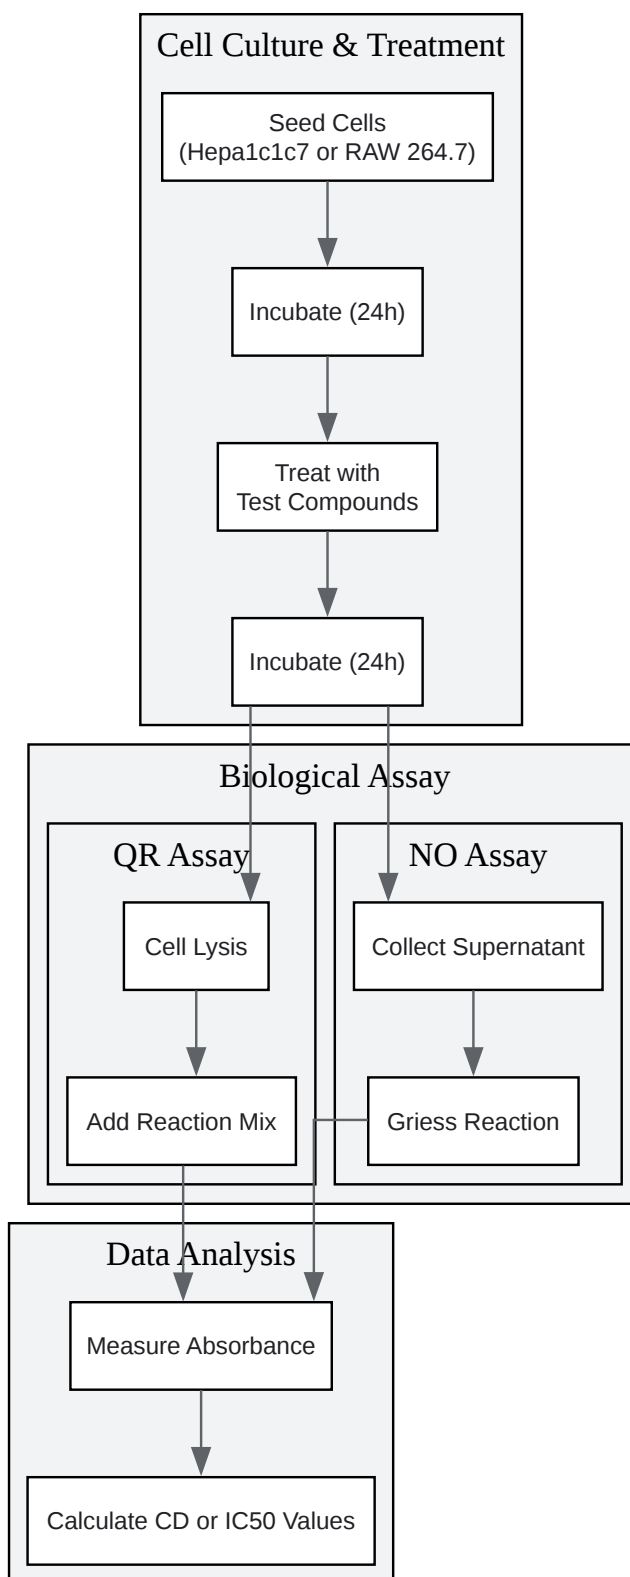 Cell Culture & Treatment
Seed Cells
(Hepa1c1c7 or RAW 264.7)
Incubate (24h)
Treat with
Test Compounds
Incubate (24h)
Biological Assay
QR Assay
Cell Lysis
Add Reaction Mix
NO Assay
Collect Supernatant
Griess Reaction
Data Analysis
Measure Absorbance
Calculate CD or IC50 Values